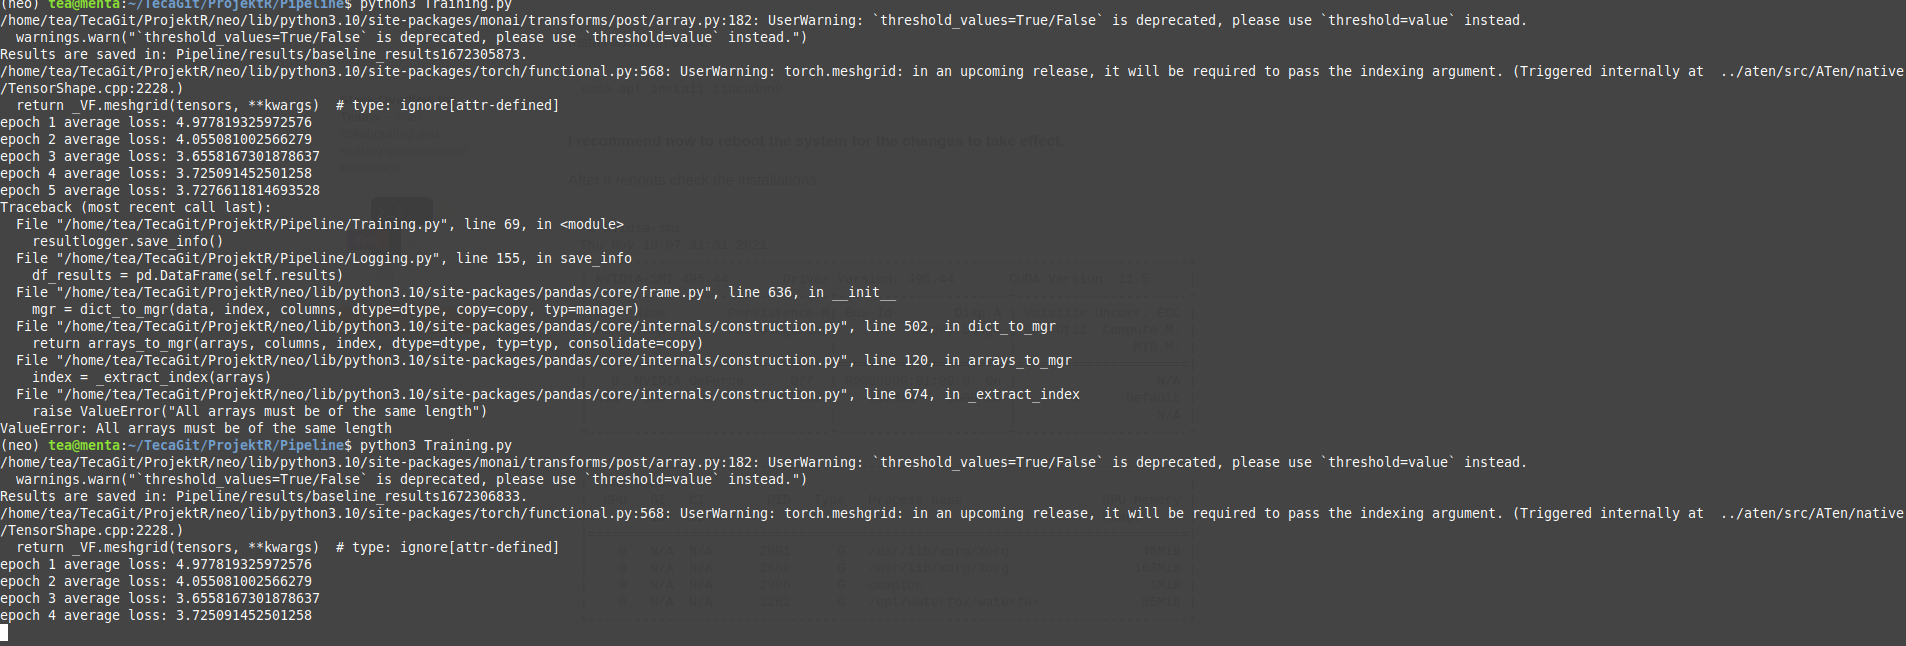 (neo) tea@menta:~/TecaGit/ProjektR/Pipeline$ python3 Training.py
/home/tea/TecaGit/ProjektR/neo/lib/python3.10/site-packages/monai/transforms/post/array.py:182: UserWarning: `threshold_values=True/False` is deprecated, please use `threshold=value` instead.
  warnings.warn("`threshold_values=True/False` is deprecated, please use `threshold=value` instead.")
Results are saved in: Pipeline/results/baseline_results1672305873.
/home/tea/TecaGit/ProjektR/neo/lib/python3.10/site-packages/torch/functional.py:568: UserWarning: torch.meshgrid: in an upcoming release, it will be required to pass the indexing argument. (Triggered internally at  ../aten/src/ATen/native
/TensorShape.cpp:2228.)
  return _VF.meshgrid(tensors, **kwargs)  # type: ignore[attr-defined]
epoch 1 average loss: 4.977819325972576
epoch 2 average loss: 4.055081002566279
I recommend now to reboot the system for the changes to take effect.
epoch 3 average loss: 3.6558167301878637
epoch 4 average loss: 3.725091452501258
After it reboots check the installations
epoch 5 average loss: 3.7276611814693528
Traceback (most recent call last):
  File "/home/tea/TecaGit/ProjektR/Pipeline/Training.py", line 69, in <module>
    resultlogger.save_info()
  File "/home/tea/TecaGit/ProjektR/Pipeline/Logging.py", line 155, in save_info
    df_results = pd.DataFrame(self.results)
  File "/home/tea/TecaGit/ProjektR/neo/lib/python3.10/site-packages/pandas/core/frame.py", line 636, in __init__
    mgr = dict_to_mgr(data, index, columns, dtype=dtype, copy=copy, typ=manager)
  File "/home/tea/TecaGit/ProjektR/neo/lib/python3.10/site-packages/pandas/core/internals/construction.py", line 502, in dict_to_mgr
    return arrays_to_mgr(arrays, columns, index, dtype=dtype, typ=typ, consolidate=copy)
  File "/home/tea/TecaGit/ProjektR/neo/lib/python3.10/site-packages/pandas/core/internals/construction.py", line 120, in arrays_to_mgr
    index = _extract_index(arrays)
  File "/home/tea/TecaGit/ProjektR/neo/lib/python3.10/site-packages/pandas/core/internals/construction.py", line 674, in _extract_index
    raise ValueError("All arrays must be of the same length")
ValueError: All arrays must be of the same length
(neo) tea@menta:~/TecaGit/ProjektR/Pipeline$ python3 Training.py
/home/tea/TecaGit/ProjektR/neo/lib/python3.10/site-packages/monai/transforms/post/array.py:182: UserWarning: `threshold_values=True/False` is deprecated, please use `threshold=value` instead.
  warnings.warn("`threshold_values=True/False` is deprecated, please use `threshold=value` instead.")
Results are saved in: Pipeline/results/baseline_results1672306833.
/home/tea/TecaGit/ProjektR/neo/lib/python3.10/site-packages/torch/functional.py:568: UserWarning: torch.meshgrid: in an upcoming release, it will be required to pass the indexing argument. (Triggered internally at  ../aten/src/ATen/native
/TensorShape.cpp:2228.)
  return _VF.meshgrid(tensors, **kwargs)  # type: ignore[attr-defined]
epoch 1 average loss: 4.977819325972576
epoch 2 average loss: 4.055081002566279
epoch 3 average loss: 3.6558167301878637
epoch 4 average loss: 3.725091452501258